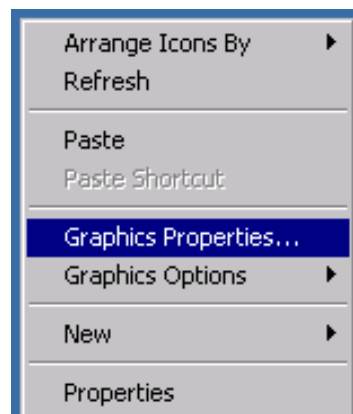 Arrange Icons By
Refresh
Paste
Paste Shortcut
Graphics Properties...
Graphics Options
New
Properties